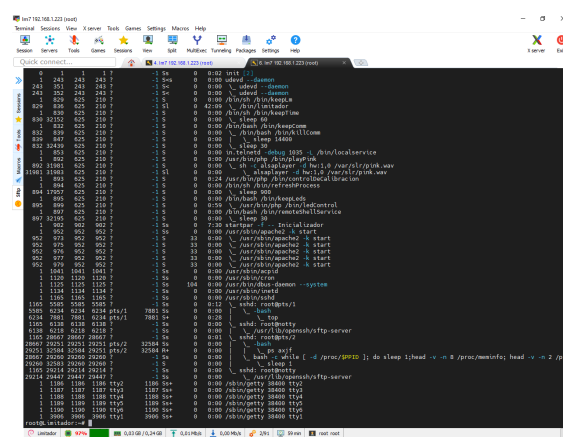 im7 192.168.1.223 (root)
Terminal Sessions View X server Tools Games Settings Macros Help
Session Servers Tools Games Sessions View Split MultiExec Tunneling Packages Settings Help X server
Quick connect... 4. im7 192.168.1.223 (root) 6. im7 192.168.1.223 (root)
0 1 1 1 ? -1 Ss 0 0:02 init [2]
1 243 243 243 ? -1 S<s 0 0:00 udevd --daemon
243 351 243 243 ? -1 S< 0 0:00 \_ udevd --daemon
243 352 243 243 ? -1 S< 0 0:00 \_ udevd --daemon
1 829 625 210 ? -1 S 0 0:00 /bin/sh /bin/keepLm
829 836 625 210 ? -1 Sl 0 42:09 \_ /bin/limitador
1 830 625 210 ? -1 S 0 0:00 /bin/sh /bin/keepTime
830 32152 625 210 ? -1 S 0 0:00 \_ sleep 60
1 832 625 210 ? -1 S 0 0:00 /bin/bash /bin/keepComm
832 839 625 210 ? -1 S 0 0:00 \_ /bin/bash /bin/killComm
839 847 625 210 ? -1 S 0 0:00 | \_ sleep 14400
832 32439 625 210 ? -1 S 0 0:00 \_ sleep 30
1 853 625 210 ? -1 S 0 0:00 in.telnetd -debug 1035 -L /bin/localservice
1 892 625 210 ? -1 S 0 0:00 /usr/bin/php /bin/playPink
892 31981 625 210 ? -1 S 0 0:00 \_ sh -c alsaplayer -d hw:1,0 /var/slr/pink.wav
31981 31983 625 210 ? -1 Sl 0 0:00 \_ alsaplayer -d hw:1,0 /var/slr/pink.wav
1 893 625 210 ? -1 S 0 0:24 /usr/bin/php /bin/controlDeCalibracion
1 894 625 210 ? -1 S 0 0:00 /bin/sh /bin/refreshProcess
894 17957 625 210 ? -1 S 0 0:00 \_ sleep 900
1 895 625 210 ? -1 S 0 0:00 /bin/bash /bin/keepLeds
895 899 625 210 ? -1 S 0 0:59 \_ /usr/bin/php /bin/ledControl
1 897 625 210 ? -1 S 0 0:00 /bin/bash /bin/remoteShellService
897 32195 625 210 ? -1 S 0 0:00 \_ sleep 30
1 902 902 902 ? -1 Ss 0 7:30 startpar -f -- Inicializador
1 952 952 952 ? -1 Ss 0 0:00 /usr/sbin/apache2 -k start
952 973 952 952 ? -1 S 33 0:00 \_ /usr/sbin/apache2 -k start
952 975 952 952 ? -1 S 33 0:00 \_ /usr/sbin/apache2 -k start
952 976 952 952 ? -1 S 33 0:00 \_ /usr/sbin/apache2 -k start
952 977 952 952 ? -1 S 33 0:00 \_ /usr/sbin/apache2 -k start
952 979 952 952 ? -1 S 33 0:00 \_ /usr/sbin/apache2 -k start
1 1041 1041 1041 ? -1 Ss 0 0:00 /usr/sbin/acpid
1 1120 1120 1120 ? -1 Ss 0 0:00 /usr/sbin/cron
1 1125 1125 1125 ? -1 Ss 104 0:00 /usr/bin/dbus-daemon --system
1 1134 1134 1134 ? -1 Ss 0 0:00 /usr/sbin/inetd
1 1165 1165 1165 ? -1 Ss 0 0:00 /usr/sbin/sshd
1165 5585 5585 5585 ? -1 Ss 0 0:12 \_ sshd: root@pts/1
5585 6234 6234 6234 pts/1 7881 Ss 0 0:00 | \_ -bash
6234 7881 7881 6234 pts/1 7881 S+ 0 0:28 | \_ top
1165 6138 6138 6138 ? -1 Ss 0 0:00 \_ sshd: root@notty
6138 6218 6218 6218 ? -1 Ss 0 0:00 | \_ /usr/lib/openssh/sftp-server
1165 28667 28667 28667 ? -1 Ss 0 0:01 \_ sshd: root@pts/2
28667 29251 29251 29251 pts/2 32584 Ss 0 0:00 | \_ -bash
29251 32584 32584 29251 pts/2 32584 R+ 0 0:00 | \_ ps axjf
28667 29260 29260 29260 ? -1 Ss 0 0:00 | \_ bash -c while [ -d /proc/$PPID ]; do sleep 1;head -v -n 8 /proc/meminfo; head -v -n 2 /p
29260 32583 29260 29260 ? -1 S 0 0:00 | \_ sleep 1
1165 29214 29214 29214 ? -1 Ss 0 0:00 \_ sshd: root@notty
29214 29447 29447 29447 ? -1 Ss 0 0:00 \_ /usr/lib/openssh/sftp-server
1 1186 1186 1186 tty2 1186 Ss+ 0 0:00 /sbin/getty 38400 tty2
1 1187 1187 1187 tty3 1187 Ss+ 0 0:00 /sbin/getty 38400 tty3
1 1188 1188 1188 tty4 1188 Ss+ 0 0:00 /sbin/getty 38400 tty4
1 1189 1189 1189 tty5 1189 Ss+ 0 0:00 /sbin/getty 38400 tty5
1 1190 1190 1190 tty6 1190 Ss+ 0 0:00 /sbin/getty 38400 tty6
1 3906 3906 3906 tty1 3906 Ss+ 0 0:00 /sbin/getty 38400 tty1
root@Limitador:~#
Sessions
Tools
Macros
Sftp
Limitador 97% 0,03 GB / 0,24 GB 0,01 Mb/s 0,00 Mb/s 2/91 59 min root root